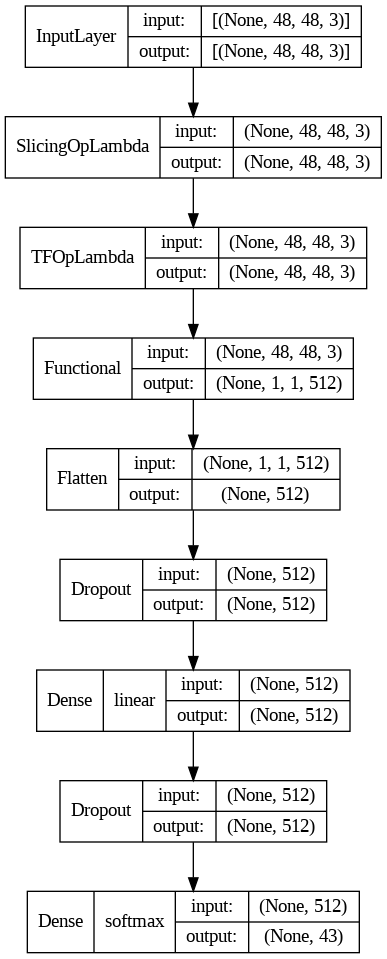 InputLayer input: [(None, 48, 48, 3)]
output: [(None, 48, 48, 3)]
SlicingOpLambda input: (None, 48, 48, 3)
output: (None, 48, 48, 3)
TFOpLambda input: (None, 48, 48, 3)
output: (None, 48, 48, 3)
Functional input: (None, 48, 48, 3)
output: (None, 1, 1, 512)
Flatten input: (None, 1, 1, 512)
output: (None, 512)
Dropout input: (None, 512)
output: (None, 512)
Dense linear input: (None, 512)
output: (None, 512)
Dropout input: (None, 512)
output: (None, 512)
Dense softmax input: (None, 512)
output: (None, 43)